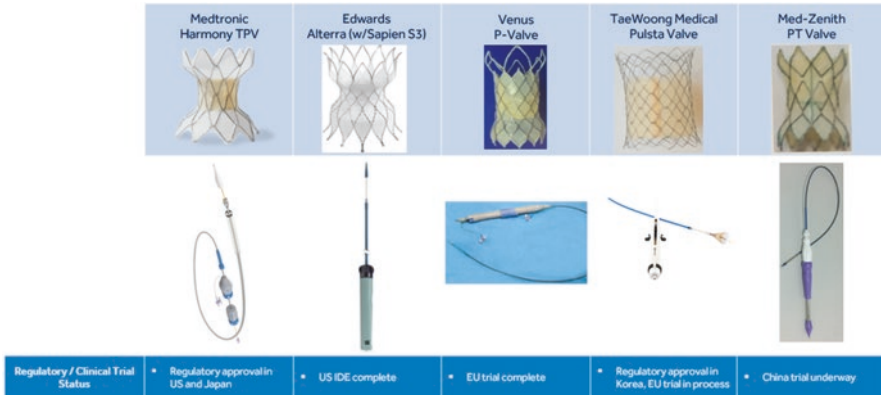 Medtronic
Harmony TPV
Edwards
Alterra (w/Sapien S3)
Venus
P-Valve
TaeWoong Medical
Pulsta Valve
Med-Zenith
PT Valve
Regulatory / Clinical Trial
Status
• Regulatory approval in
US and Japan
• US IDE complete
• EU trial complete
• Regulatory approval in
Korea, EU trial in process
• China trial underway